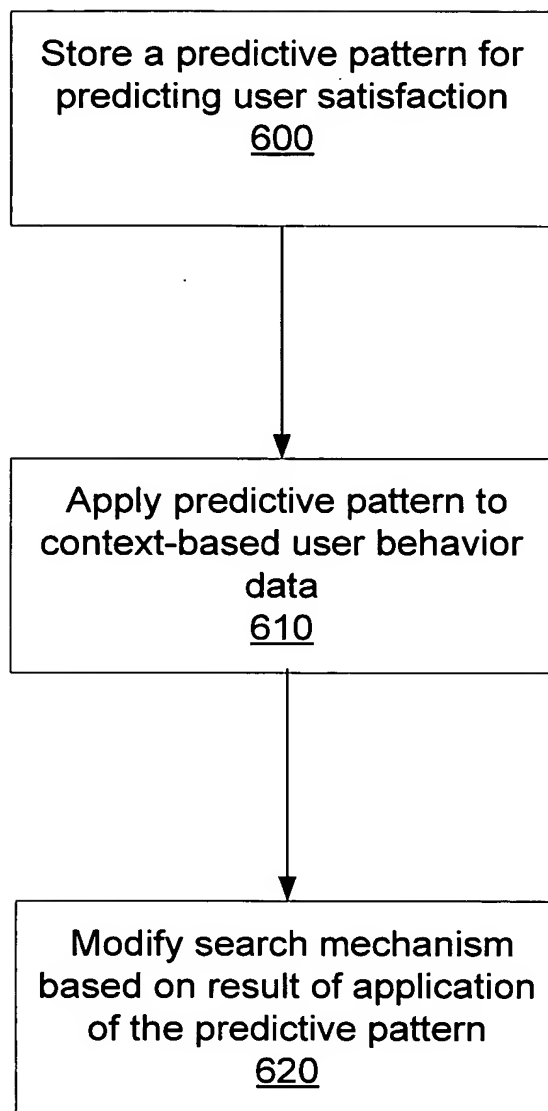 Store a predictive pattern for
predicting user satisfaction
600
Apply predictive pattern to
context-based user behavior
data
610
Modify search mechanism
based on result of application
of the predictive pattern
620